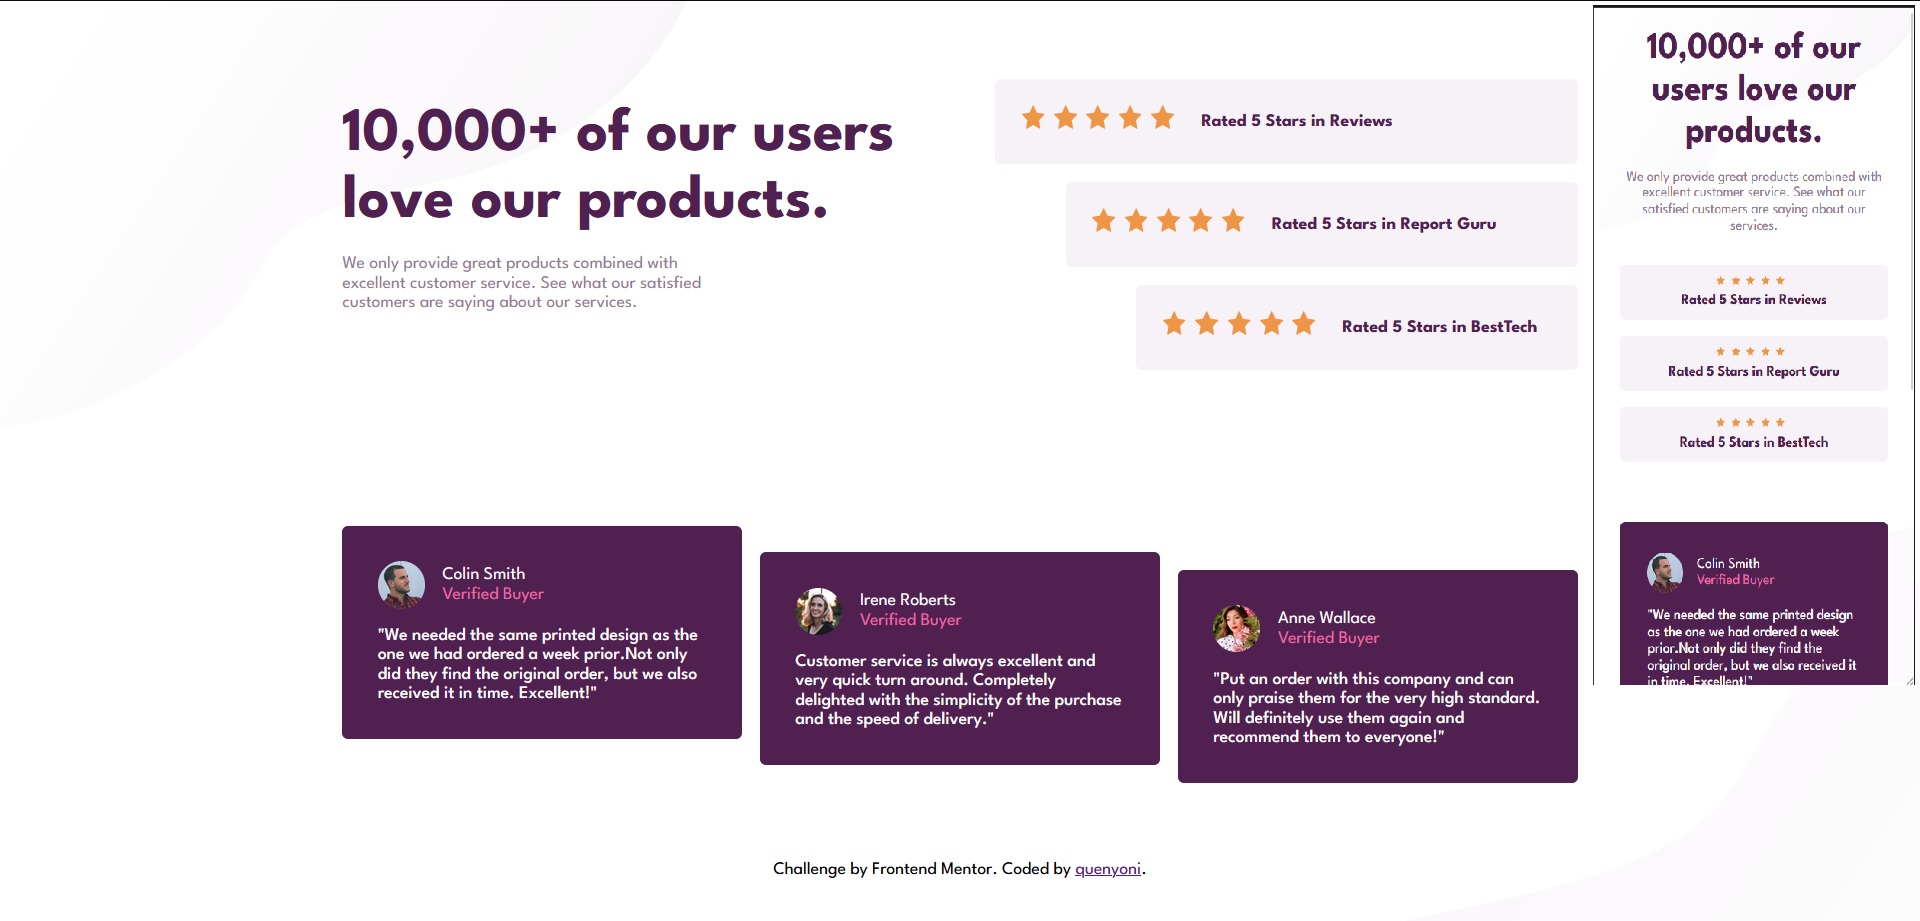 10,000+ of our users
love our products.
We only provide great products combined with
excellent customer service. See what our satisfied
customers are saying about our services.
Rated 5 Stars in Reviews
Rated 5 Stars in Report Guru
Rated 5 Stars in BestTech
Colin Smith
Verified Buyer
"We needed the same printed design as the
one we had ordered a week prior.Not only
did they find the original order, but we also
received it in time. Excellent!"
Irene Roberts
Verified Buyer
Customer service is always excellent and
very quick turn around. Completely
delighted with the simplicity of the purchase
and the speed of delivery."
Anne Wallace
Verified Buyer
"Put an order with this company and can
only praise them for the very high standard.
Will definitely use them again and
recommend them to everyone!"
Challenge by Frontend Mentor. Coded by quenyoni.
10,000+ of our
users love our
products.
We only provide great products combined with
excellent customer service. See what our
satisfied customers are saying about our
services.
Rated 5 Stars in Reviews
Rated 5 Stars in Report Guru
Rated 5 Stars in BestTech
Colin Smith
Verified Buyer
"We needed the same printed design
as the one we had ordered a week
prior.Not only did they find the
original order, but we also received it
in time. Excellent!"